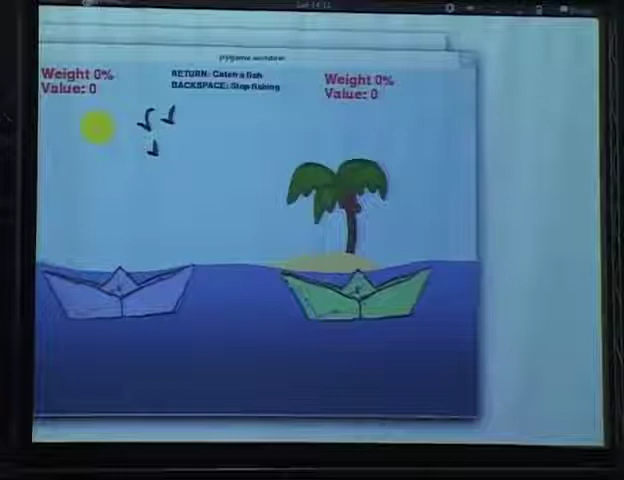 pygame window
Weight 0%
Value: 0
RETURN: Catch a fish
BACKSPACE: Stop fishing
Weight 0%
Value: 0